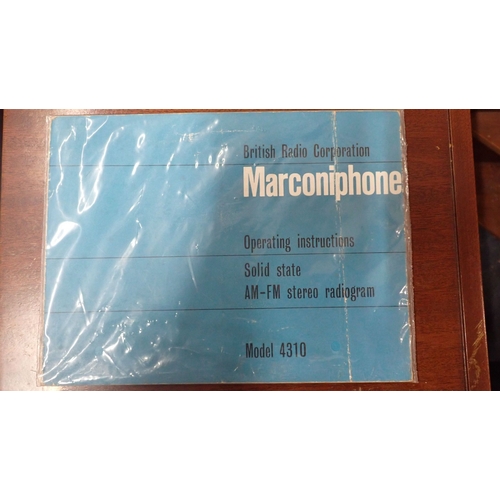 British Radio Corporation
Marconiphone
Operating instructions
Solid state
AM-FM stereo radiogram
Model 4310